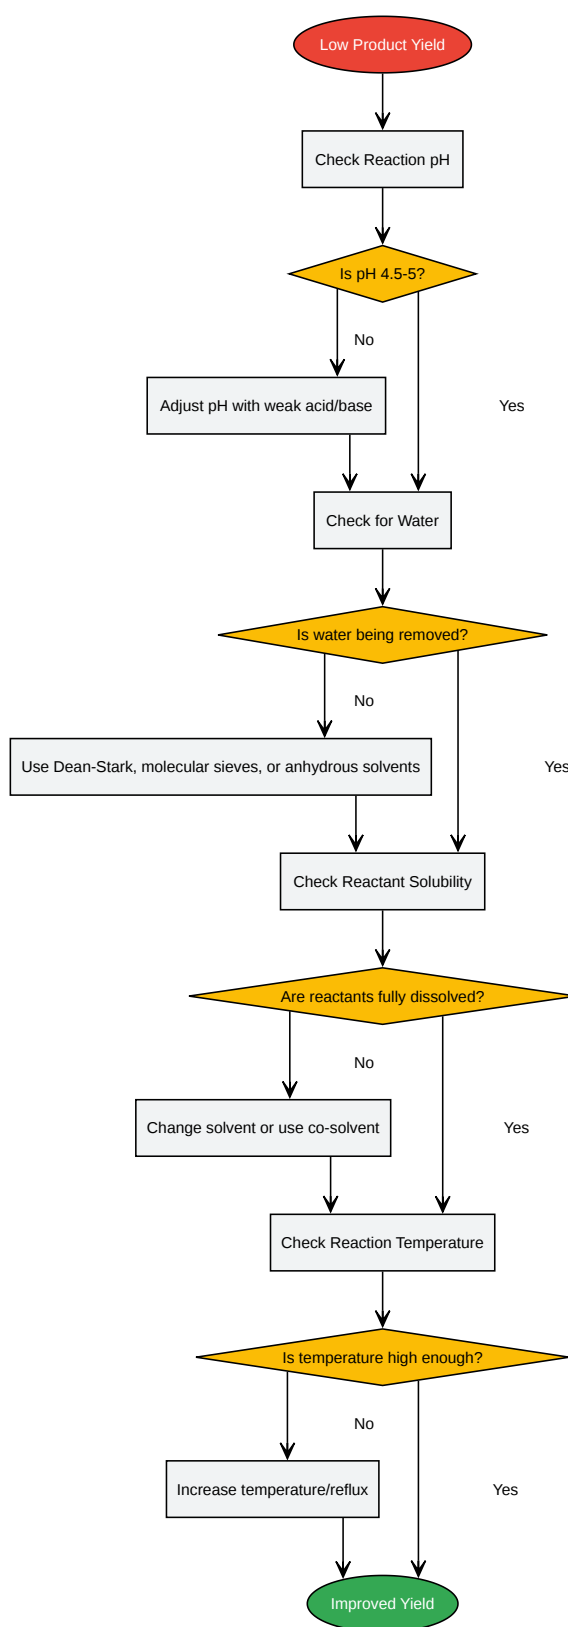 Low Product Yield
Check Reaction pH
Is pH 4.5-5?
No
Adjust pH with weak acid/base
Yes
Check for Water
Is water being removed?
No
Use Dean-Stark, molecular sieves, or anhydrous solvents
Yes
Check Reactant Solubility
Are reactants fully dissolved?
No
Change solvent or use co-solvent
Yes
Check Reaction Temperature
Is temperature high enough?
No
Increase temperature/reflux
Yes
Improved Yield